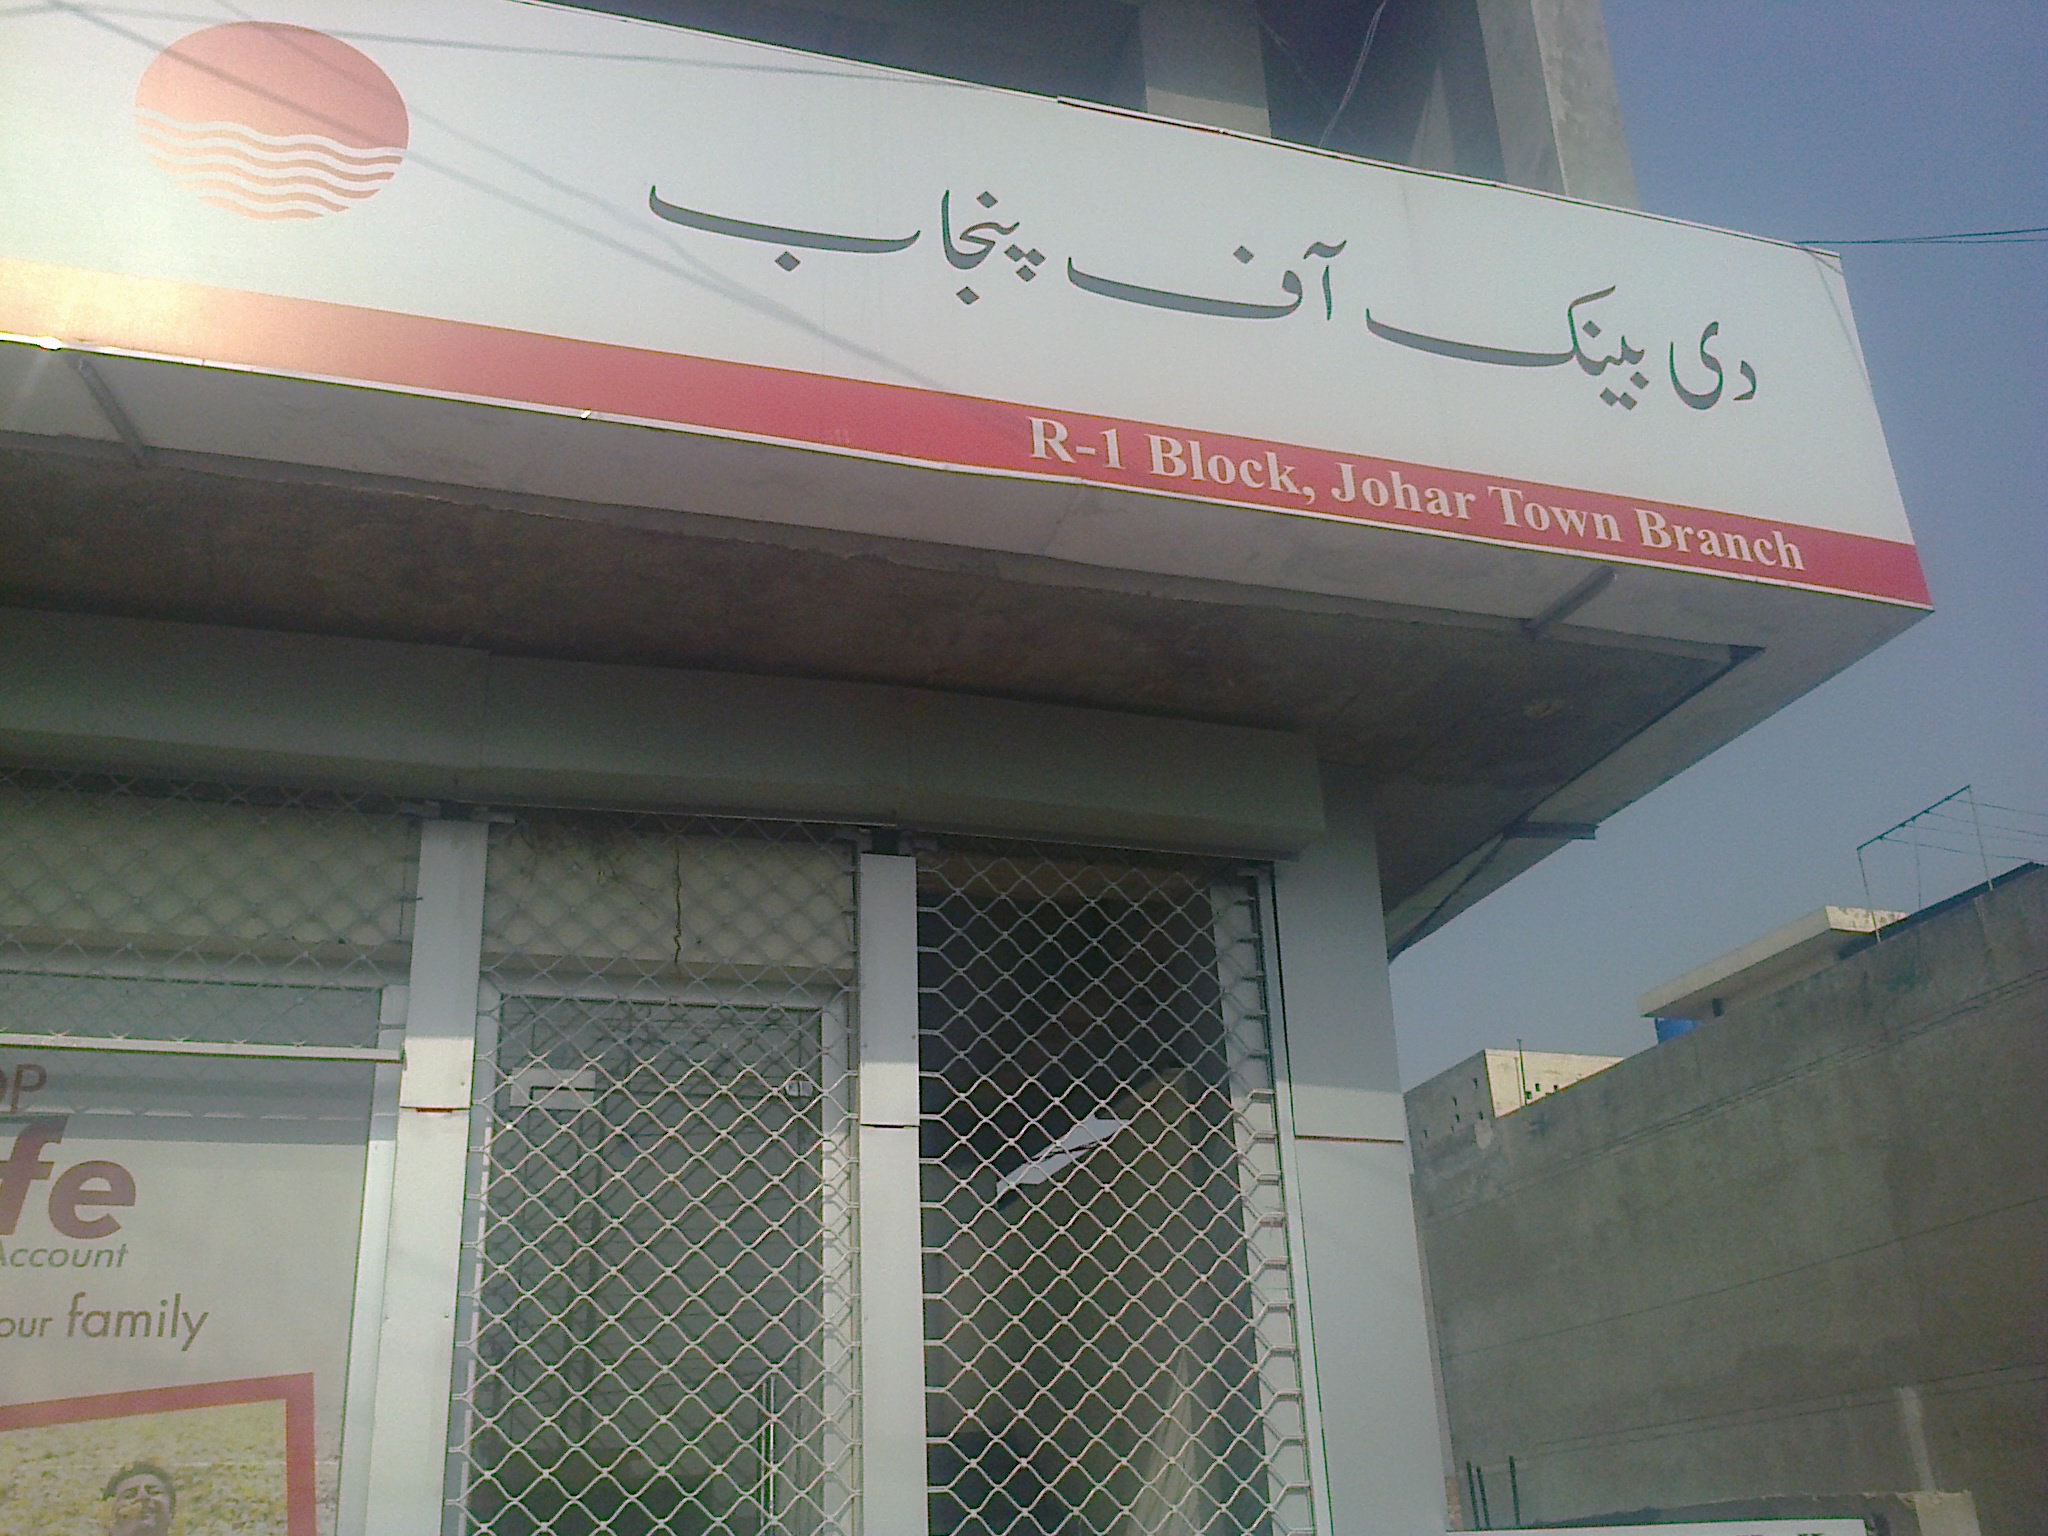 دی بینک آف پنجاب
R-1 Block, Johar Town Branch
Account
family